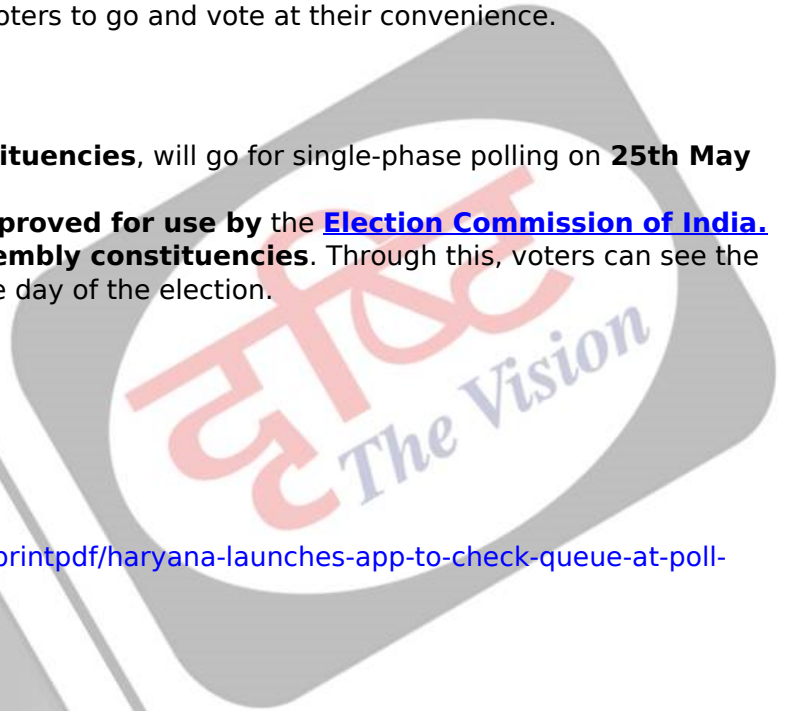 oters to go and vote at their convenience.
ituencies, will go for single-phase polling on 25th May
proved for use by the Election Commission of India.
embly constituencies. Through this, voters can see the
e day of the election.
दृष्टि
The Vision
printpdf/haryana-launches-app-to-check-queue-at-poll-